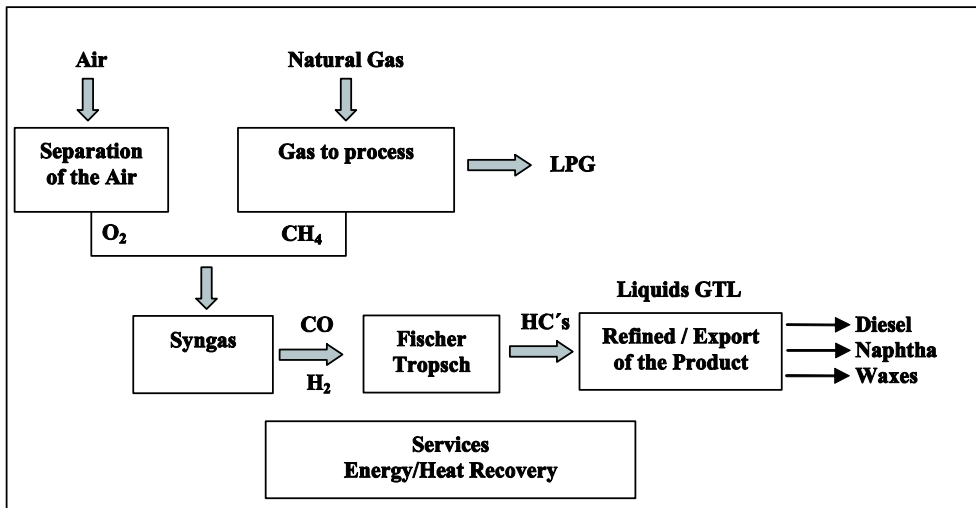 Air
Natural Gas
Separation
of the Air
Gas to process
LPG
O₂
CH₄
Liquids GTL
Syngas
CO
H₂
Fischer
Tropsch
HC´s
Refined / Export
of the Product
Diesel
Naphtha
Waxes
Services
Energy/Heat Recovery